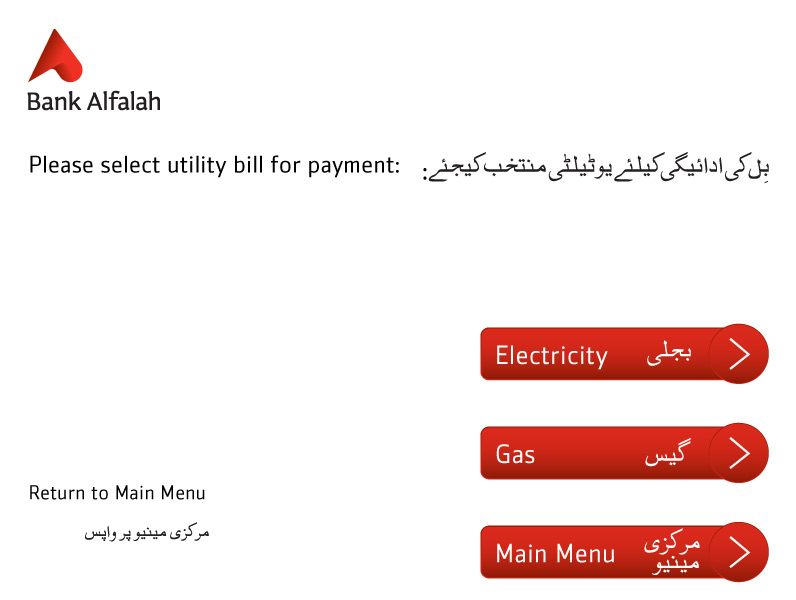 Bank Alfalah
Please select utility bill for payment:
بِل کی ادائیگی کیلئے یوٹیلٹی منتخب کیجئے:
Electricity بجلی
Gas گیس
Return to Main Menu
مرکزی مینیو پر واپس
Main Menu مرکزی
مینیو